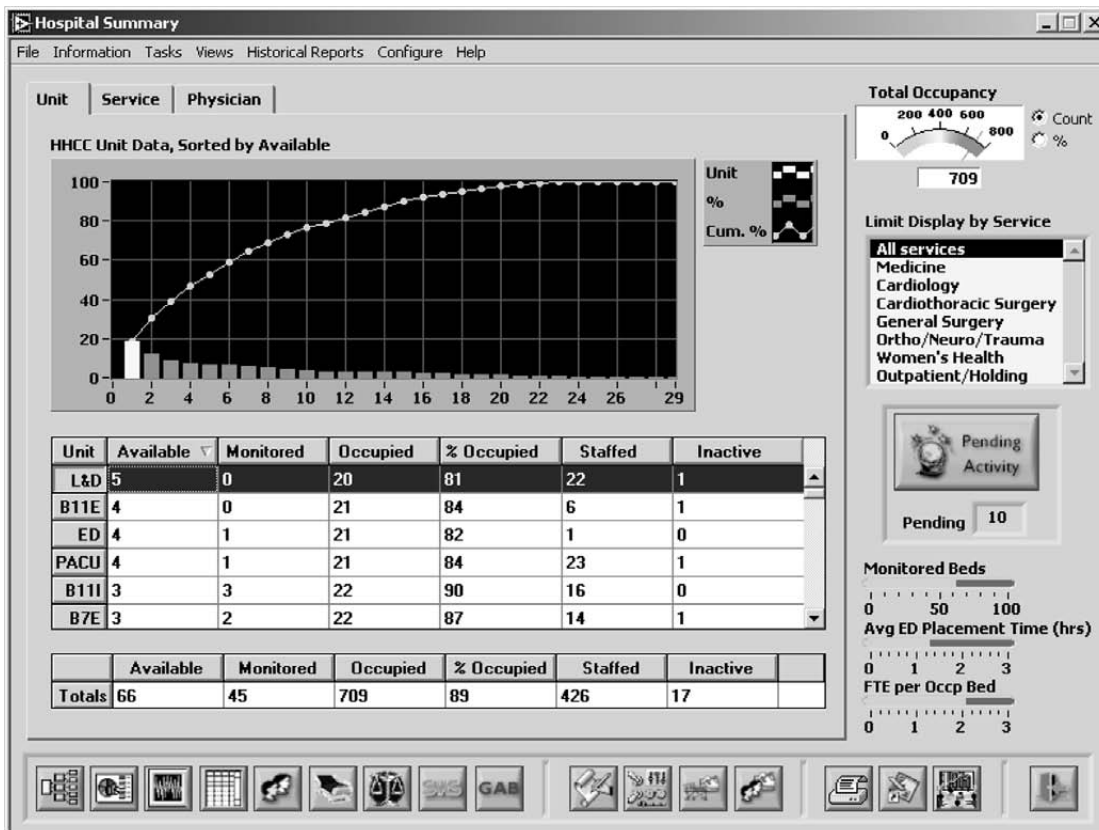 Hospital Summary
File Information Tasks Views Historical Reports Configure Help
Unit Service Physician
HHCC Unit Data, Sorted by Available
100
80
60
40
20
0
0 2 4 6 8 10 12 14 16 18 20 22 24 26 29
Unit
%
Cum. %
Unit Available Monitored Occupied % Occupied Staffed Inactive
L&D 5 0 20 81 22 1
B11E 4 0 21 84 6 1
ED 4 1 21 82 1 0
PACU 4 1 21 84 23 1
B11I 3 3 22 90 16 0
B7E 3 2 22 87 14 1
Available Monitored Occupied % Occupied Staffed Inactive
Totals 66 45 709 89 426 17
Total Occupancy
0 200 400 600 800
Count
%
709
Limit Display by Service
All services
Medicine
Cardiology
Cardiothoracic Surgery
General Surgery
Ortho/Neuro/Trauma
Women's Health
Outpatient/Holding
Pending
Activity
Pending 10
Monitored Beds
0 50 100
Avg ED Placement Time (hrs)
0 1 2 3
FTE per Occp Bed
0 1 2 3
SWS GAB